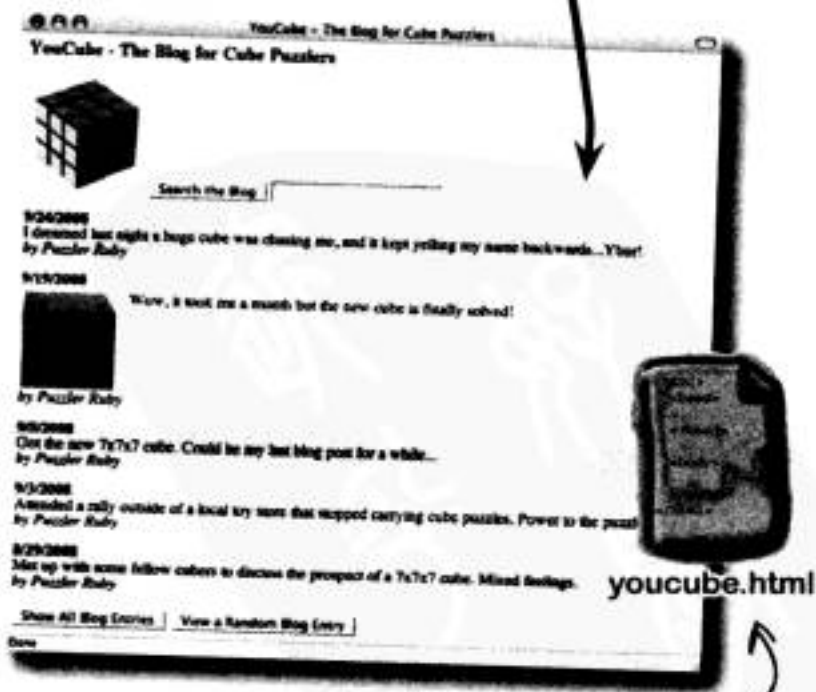 YouCube - The Blog for Cube Puzzlers
YouCube - The Blog for Cube Puzzlers
Search the Blog
9/24/2008
I dreamed last night a huge cube was chasing me, and it kept yelling my name backwards...Ybur!
by Puzzler Ruby
9/19/2008
Wow, it took me a month but the new cube is finally solved!
by Puzzler Ruby
Got the new 7x7x7 cube. Could be my last blog post for a while...
by Puzzler Ruby
9/3/2008
Attended a rally outside of a local toy store that stopped carrying cube puzzles. Power to the
by Puzzler Ruby
8/29/2008
Met up with some fellow cubers to discuss the prospect of a 7x7x7 cube. Mixed feelings.
by Puzzler Ruby
Show All Blog Entries
View a Random Blog Entry
Done
youcube.html